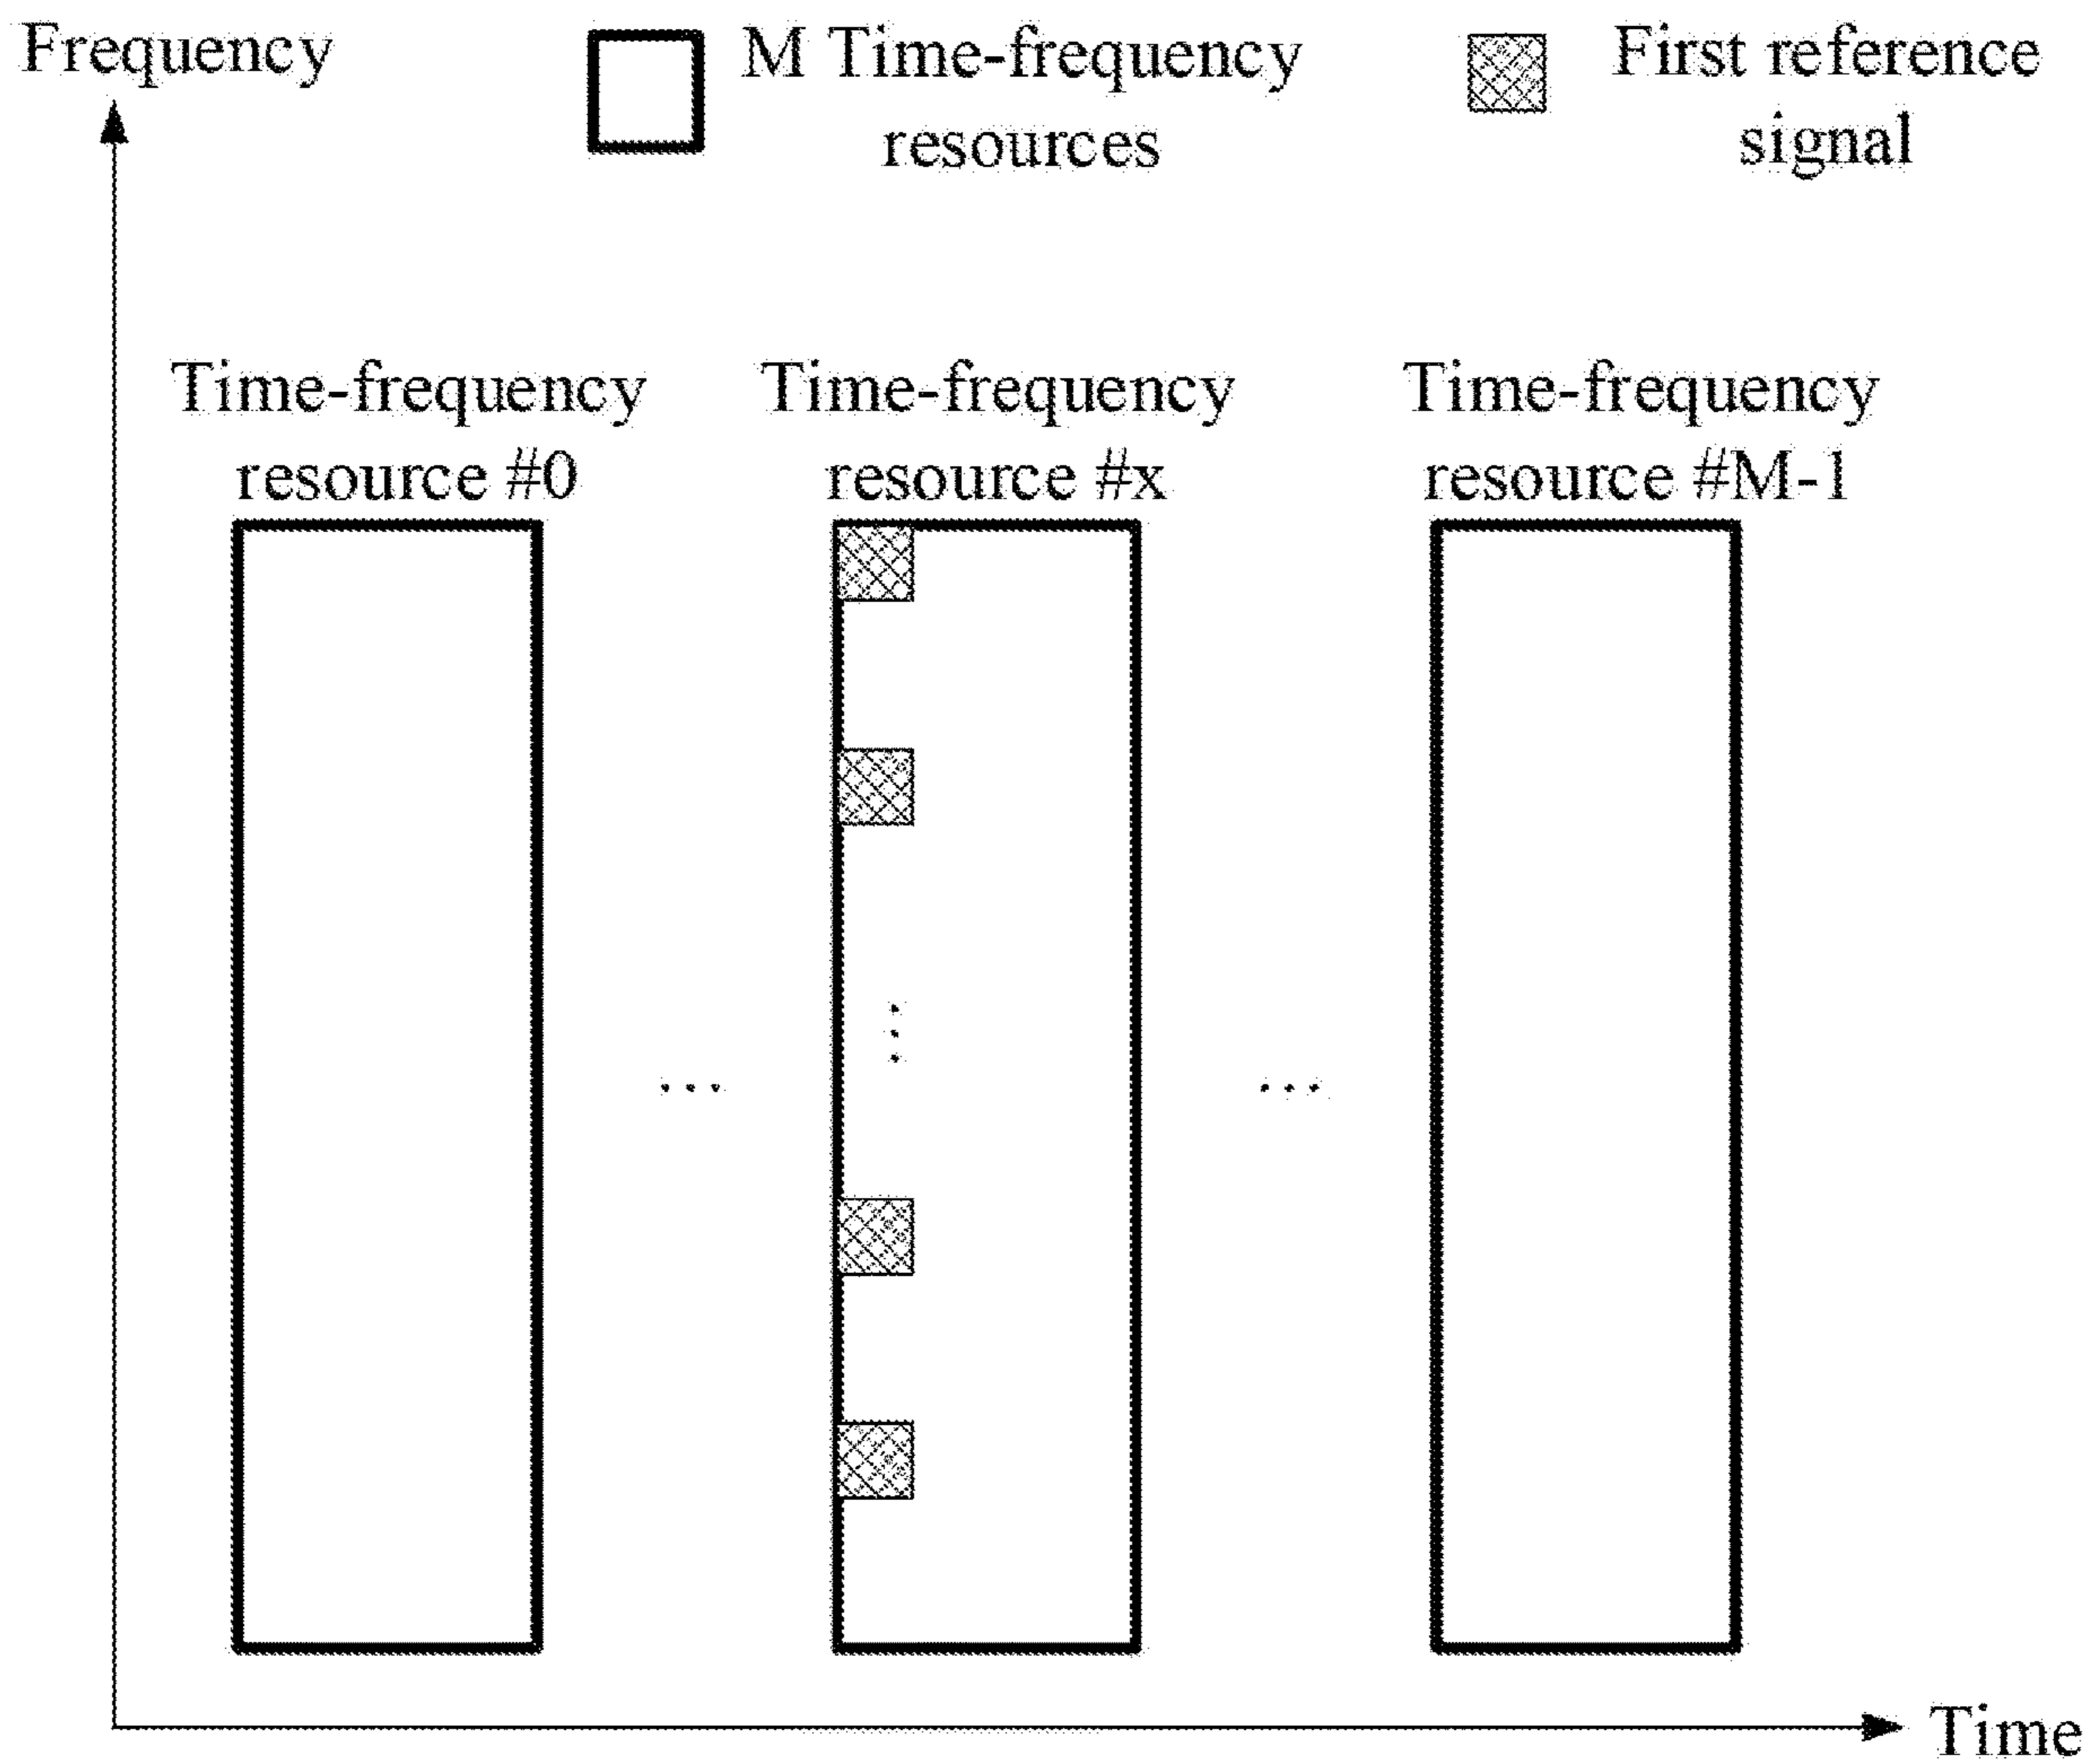 Frequency
M Time-frequency
resources
First reference
signal
Time-frequency
resource #0
Time-frequency
resource #x
Time-frequency
resource #M-1
...
...
...
Time